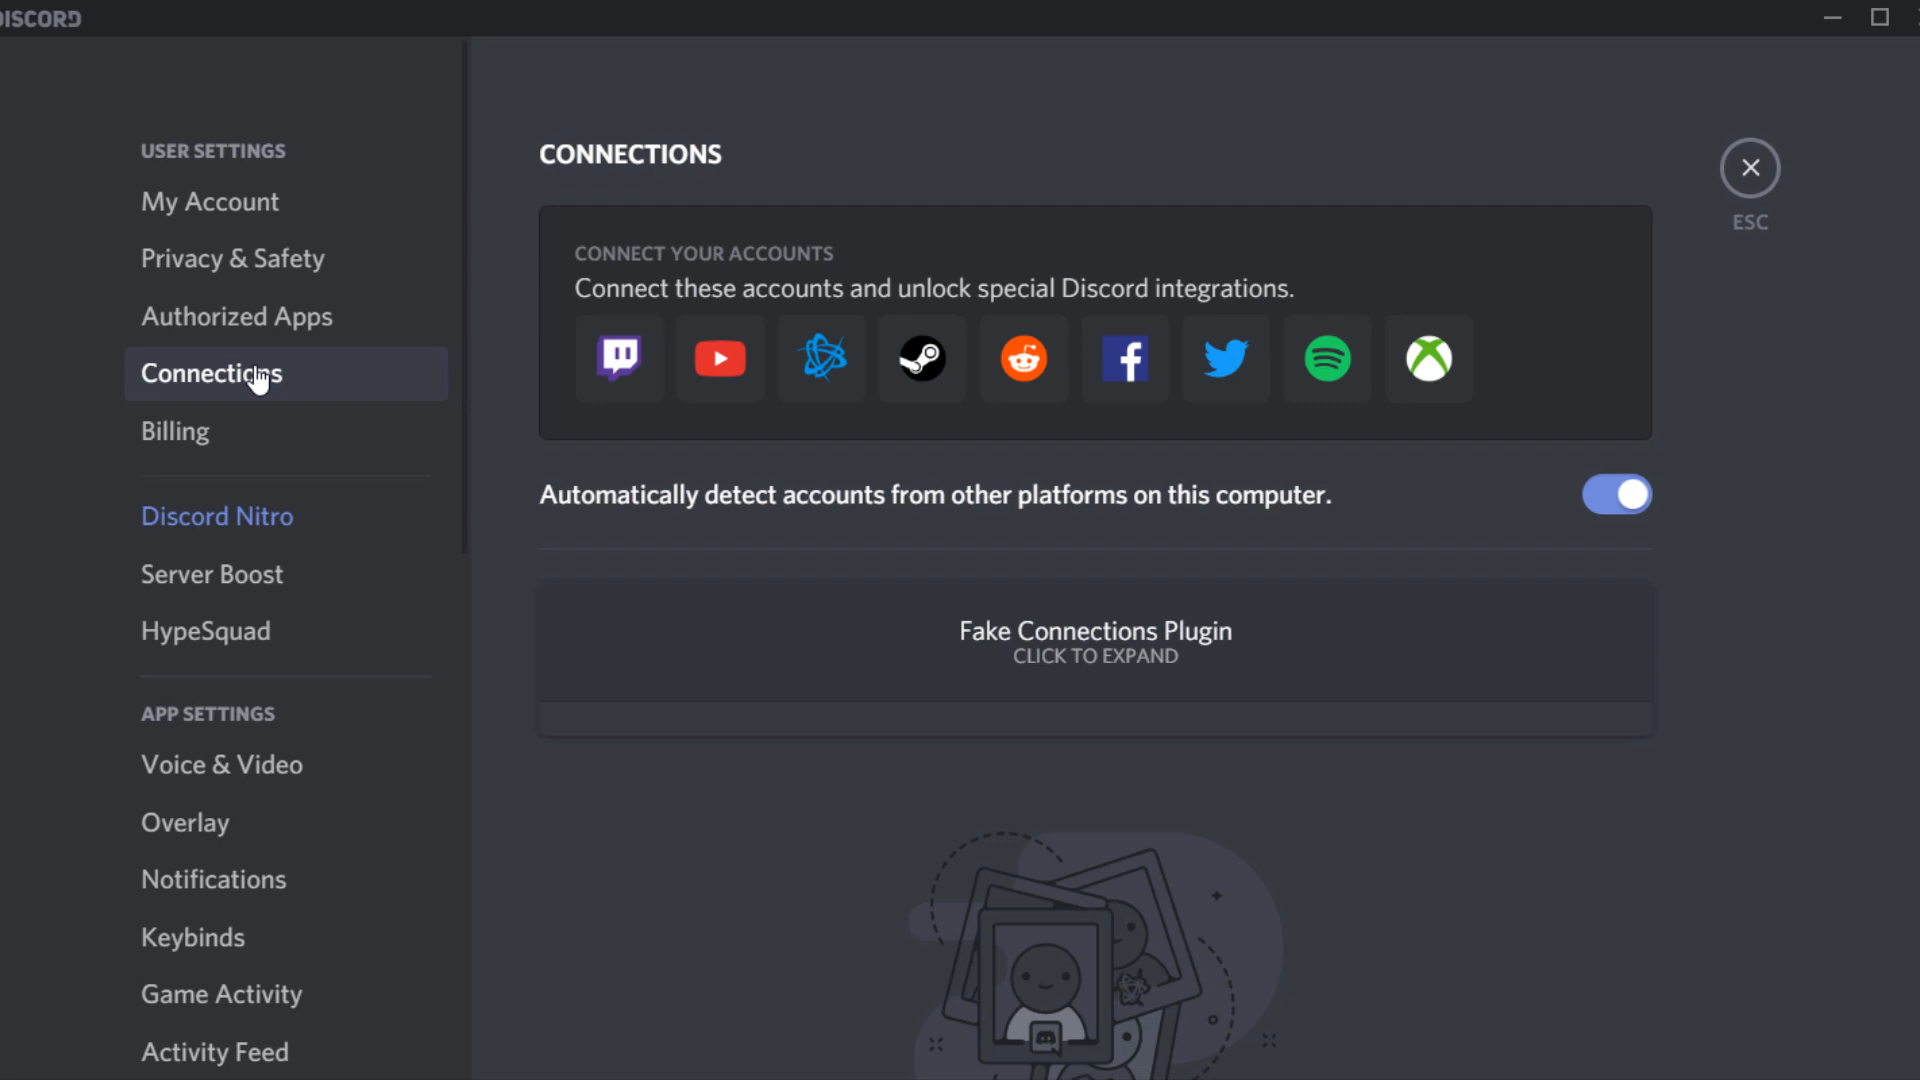 DISCORD
USER SETTINGS
My Account
Privacy & Safety
Authorized Apps
Connections
Billing
Discord Nitro
Server Boost
HypeSquad
APP SETTINGS
Voice & Video
Overlay
Notifications
Keybinds
Game Activity
Activity Feed
CONNECTIONS
ESC
CONNECT YOUR ACCOUNTS
Connect these accounts and unlock special Discord integrations.
Automatically detect accounts from other platforms on this computer.
Fake Connections Plugin
CLICK TO EXPAND